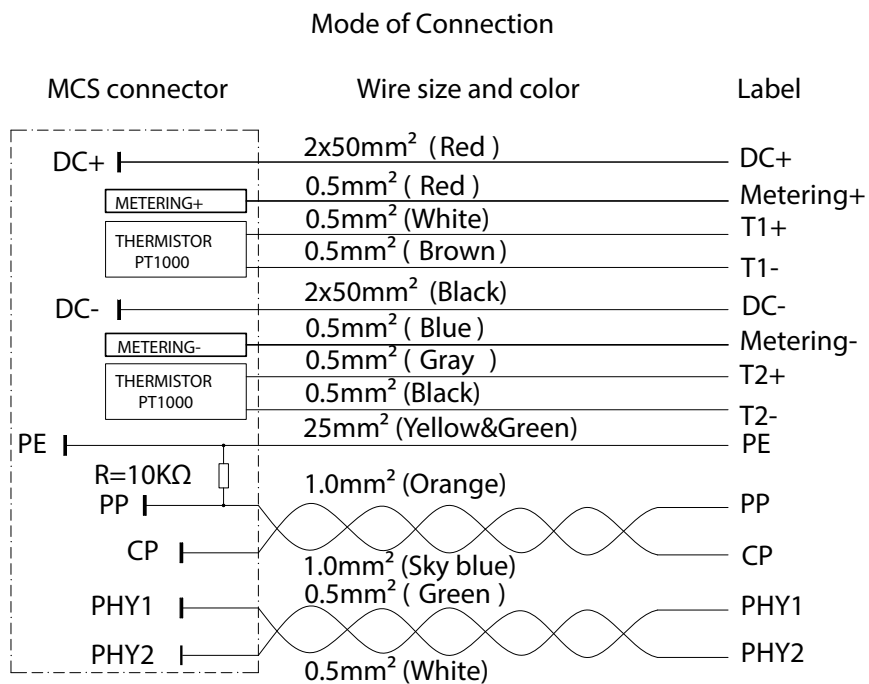 Mode of Connection
MCS connector Wire size and color Label
DC+ 2x50mm² (Red) DC+
METERING+ 0.5mm² (Red) Metering+
THERMISTOR PT1000 0.5mm² (White) T1+
0.5mm² (Brown) T1-
DC- 2x50mm² (Black) DC-
METERING- 0.5mm² (Blue) Metering-
THERMISTOR PT1000 0.5mm² (Gray) T2+
0.5mm² (Black) T2-
PE 25mm² (Yellow&Green) PE
R=10KΩ
PP 1.0mm² (Orange) PP
CP 1.0mm² (Sky blue) CP
PHY1 0.5mm² (Green) PHY1
PHY2 0.5mm² (White) PHY2